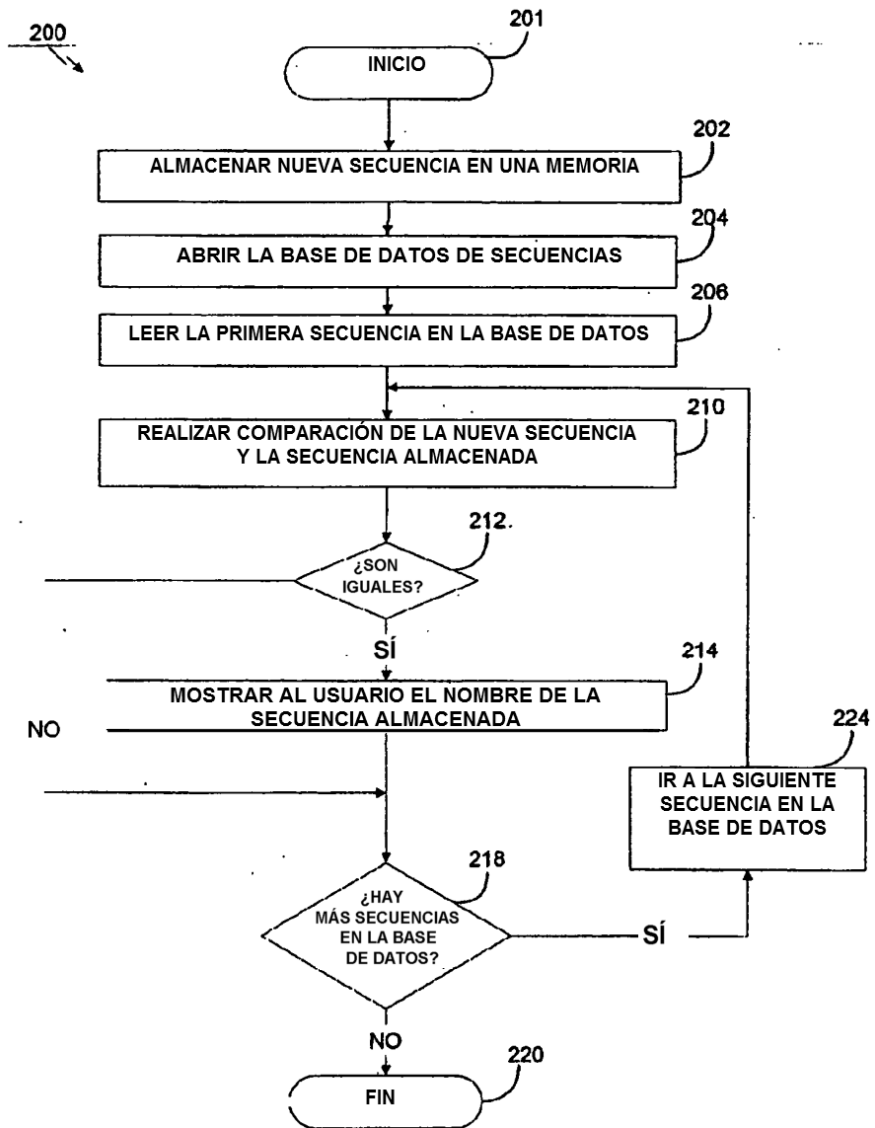 200
201
INICIO
202
ALMACENAR NUEVA SECUENCIA EN UNA MEMORIA
204
ABRIR LA BASE DE DATOS DE SECUENCIAS
206
LEER LA PRIMERA SECUENCIA EN LA BASE DE DATOS
210
REALIZAR COMPARACIÓN DE LA NUEVA SECUENCIA
Y LA SECUENCIA ALMACENADA
212
¿SON
IGUALES?
SÍ
214
MOSTRAR AL USUARIO EL NOMBRE DE LA
SECUENCIA ALMACENADA
NO
224
IR A LA SIGUIENTE
SECUENCIA EN LA
BASE DE DATOS
218
¿HAY
MÁS SECUENCIAS
EN LA BASE
DE DATOS?
SÍ
NO
220
FIN